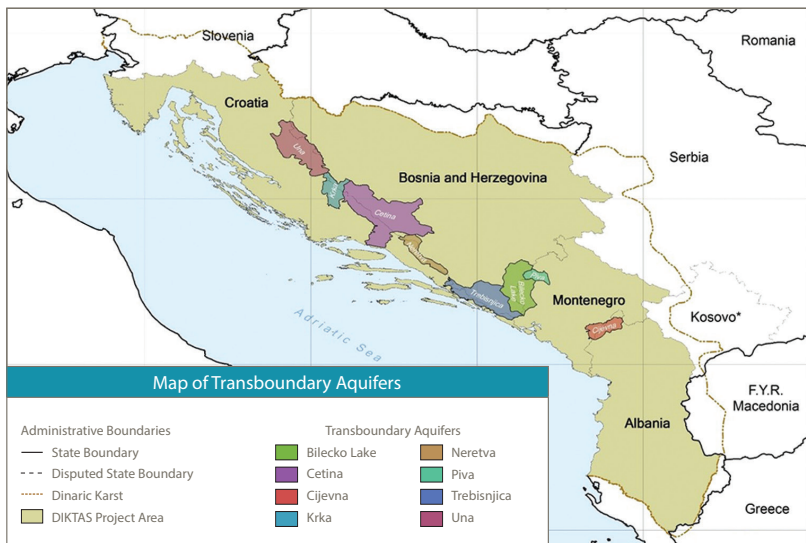 Slovenia
Romania
Croatia
Una
Serbia
Bosnia and Herzegovina
Krka
Cetina
Trebisnjica
Bilecko
Lake
Piva
Montenegro
Kosovo*
Cijevna
Adriatic Sea
F.Y.R.
Macedonia
Albania
Greece
Map of Transboundary Aquifers
Administrative Boundaries
State Boundary
Disputed State Boundary
Dinaric Karst
DIKTAS Project Area
Transboundary Aquifers
Bilecko Lake
Cetina
Cijevna
Krka
Neretva
Piva
Trebisnjica
Una